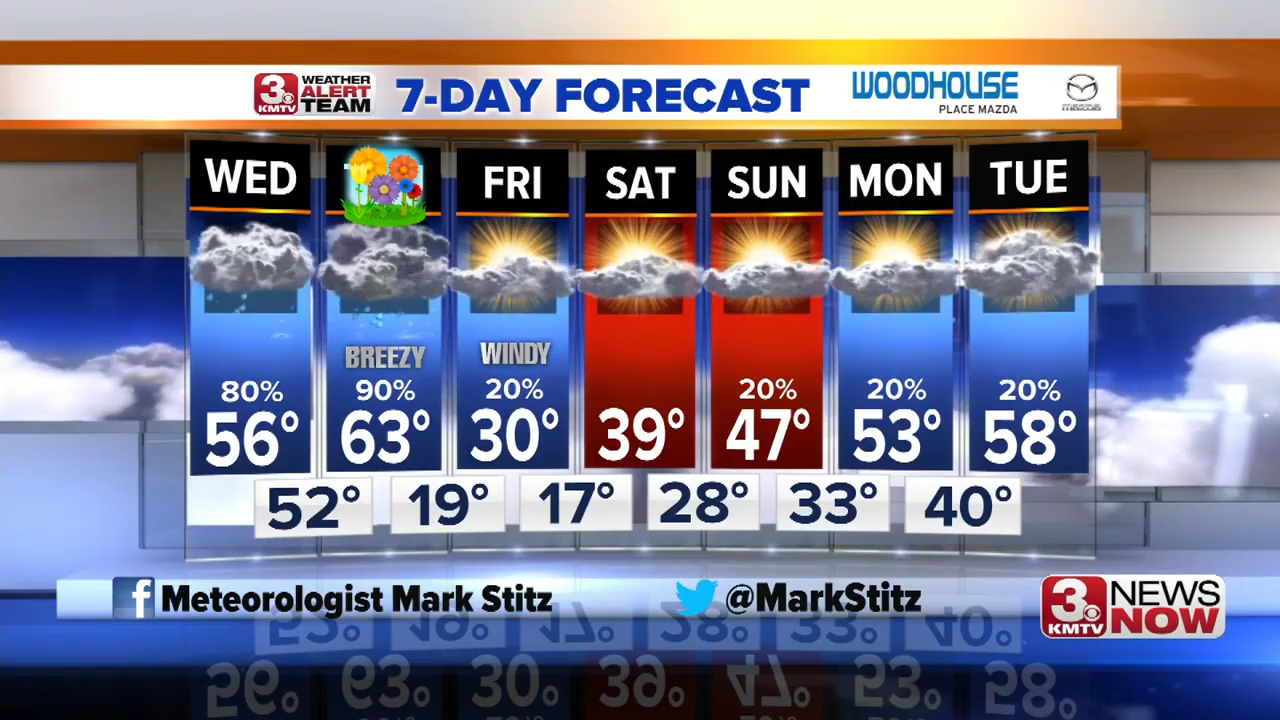 3 KMTV WEATHER ALERT TEAM 7-DAY FORECAST WOODHOUSE PLACE MAZDA mazda
WED FRI SAT SUN MON TUE
BREEZY WINDY
80% 90% 20% 20% 20% 20%
56° 63° 30° 39° 47° 53° 58°
52° 19° 17° 28° 33° 40°
f Meteorologist Mark Stitz @MarkStitz 3 KMTV NEWS NOW